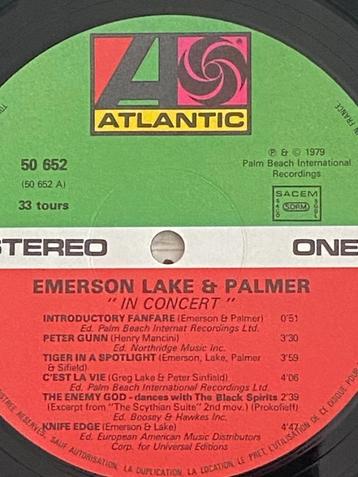 A
ATLANTIC
50 652
(50 652 A)
33 tours
℗ & © 1979
Palm Beach International
Recordings
SACEM
SDRM
STEREO
ONE
EMERSON LAKE & PALMER
"IN CONCERT"
INTRODUCTORY FANFARE (Emerson & Palmer) 0'51
Ed. Palm Beach Internat Recordings Ltd.
PETER GUNN (Henry Mancini) 3'30
Ed. Northridge Music Inc.
TIGER IN A SPOTLIGHT (Emerson, Lake, Palmer 3'59
& Sifield)
C'EST LA VIE (Greg Lake & Peter Sinfield) 4'06
Ed. Palm Beach International Recordings Ltd.
THE ENEMY GOD - dances with The Black Spirits 2'39
(Excerpt from "The Scythian Suite" 2nd mov.) (Prokofieff)
Ed. Boosey & Hawkes Inc.
KNIFE EDGE (Emerson & Lake) 4'47
Ed. European American Music Distributors
Corp. for Universal Editions
RESERVES, SAUF AUTORISATION, LA DUPLICATION, LA LOCATION, LE PRET, L'UTILISATION DE CE DISQUE POUR
IN FRANCE